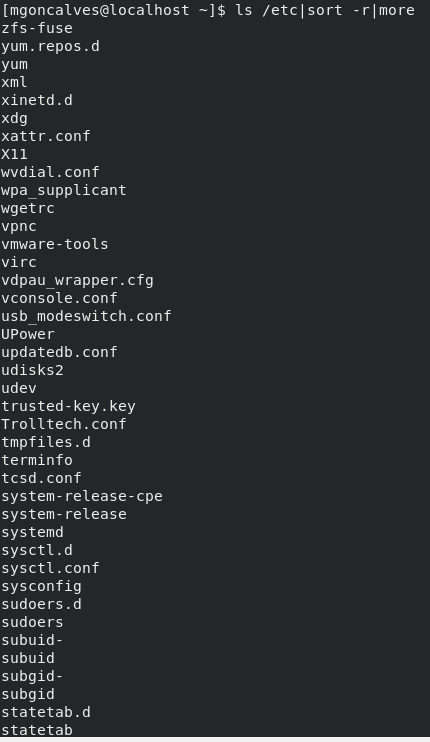 [mgoncalves@localhost ~]$ ls /etc|sort -r|more
zfs-fuse
yum.repos.d
yum
xml
xinetd.d
xdg
xattr.conf
X11
wvdial.conf
wpa_supplicant
wgetrc
vpnc
vmware-tools
virc
vdpau_wrapper.cfg
vconsole.conf
usb_modeswitch.conf
UPower
updatedb.conf
udisks2
udev
trusted-key.key
Trolltech.conf
tmpfiles.d
terminfo
tcsd.conf
system-release-cpe
system-release
systemd
sysctl.d
sysctl.conf
sysconfig
sudoers.d
sudoers
subuid-
subuid
subgid-
subgid
statetab.d
statetab